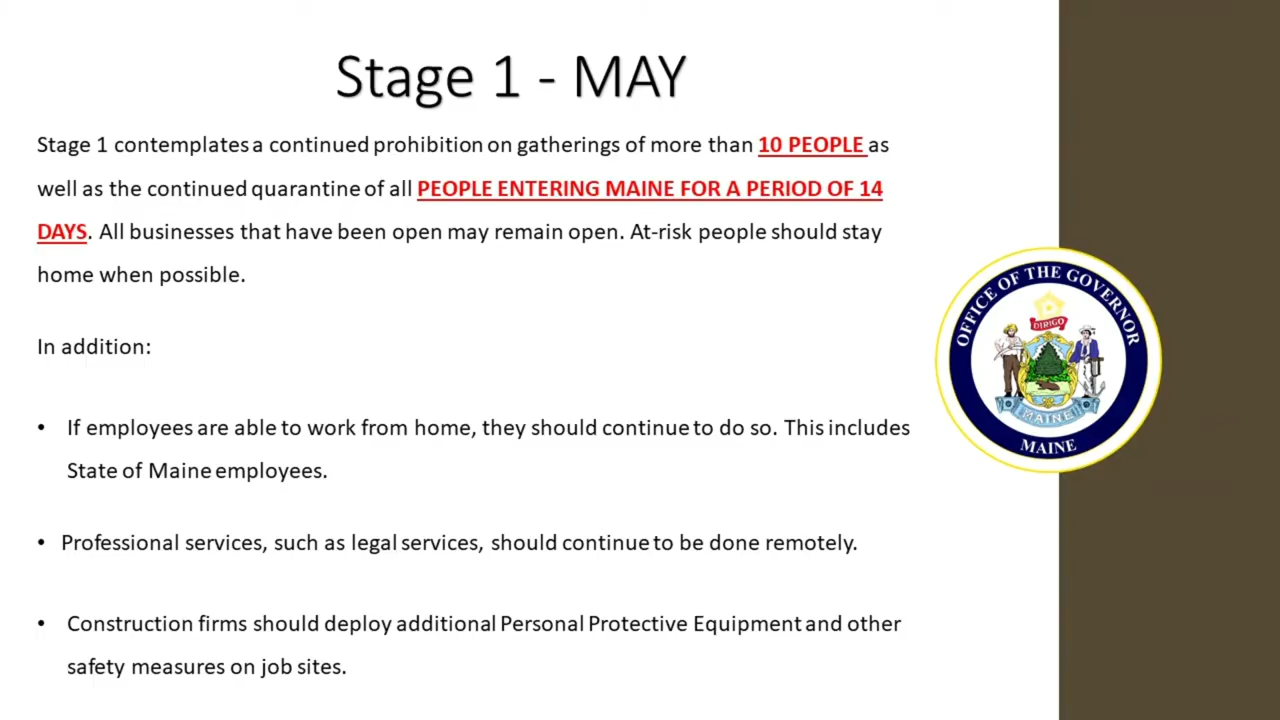 Stage 1 - MAY
Stage 1 contemplates a continued prohibition on gatherings of more than 10 PEOPLE as
well as the continued quarantine of all PEOPLE ENTERING MAINE FOR A PERIOD OF 14
DAYS. All businesses that have been open may remain open. At-risk people should stay
home when possible.
In addition:
• If employees are able to work from home, they should continue to do so. This includes
State of Maine employees.
• Professional services, such as legal services, should continue to be done remotely.
• Construction firms should deploy additional Personal Protective Equipment and other
safety measures on job sites.
OFFICE OF THE GOVERNOR
DIRIGO
MAINE
MAINE